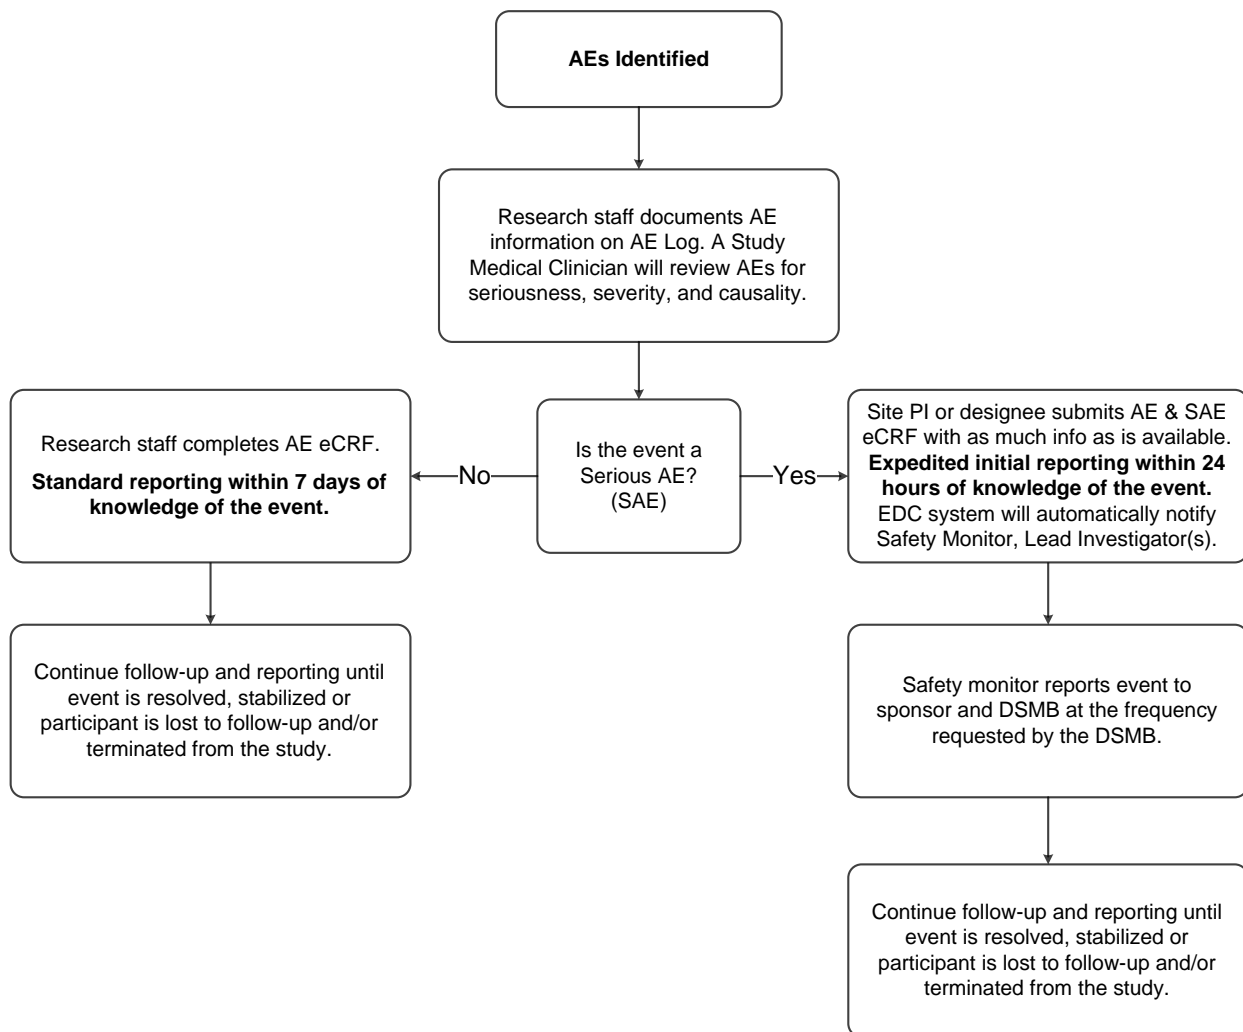 AEs Identified
Research staff documents AE
information on AE Log. A Study
Medical Clinician will review AEs for
seriousness, severity, and causality.
Research staff completes AE eCRF.
Standard reporting within 7 days of
knowledge of the event.
No
Is the event a
Serious AE?
(SAE)
Yes
Site PI or designee submits AE & SAE
eCRF with as much info as is available.
Expedited initial reporting within 24
hours of knowledge of the event.
EDC system will automatically notify
Safety Monitor, Lead Investigator(s).
Continue follow-up and reporting until
event is resolved, stabilized or
participant is lost to follow-up and/or
terminated from the study.
Safety monitor reports event to
sponsor and DSMB at the frequency
requested by the DSMB.
Continue follow-up and reporting until
event is resolved, stabilized or
participant is lost to follow-up and/or
terminated from the study.